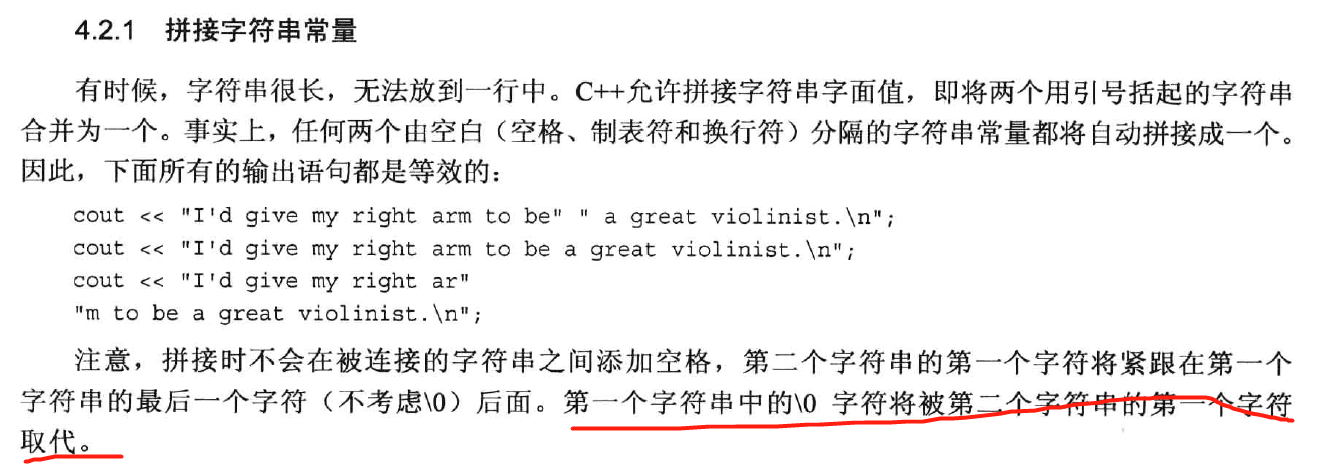 4.2.1 拼接字符串常量
有时候，字符串很长，无法放到一行中。C++允许拼接字符串字面值，即将两个用引号括起的字符串
合并为一个。事实上，任何两个由空白（空格、制表符和换行符）分隔的字符串常量都将自动拼接成一个。
因此，下面所有的输出语句都是等效的：
cout << "I'd give my right arm to be" " a great violinist.\n";
cout << "I'd give my right arm to be a great violinist.\n";
cout << "I'd give my right ar"
"m to be a great violinist.\n";
注意，拼接时不会在被连接的字符串之间添加空格，第二个字符串的第一个字符将紧跟在第一个
字符串的最后一个字符（不考虑\0）后面。第一个字符串中的\0 字符将被第二个字符串的第一个字符
取代。